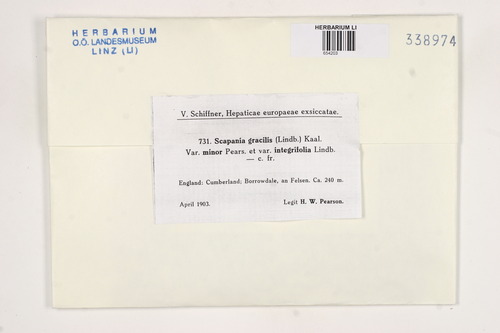 HERBARIUM
O.Ö. LANDESMUSEUM
LINZ (LI)
HERBARIUM LI
338974
V. Schiffner, Hepaticae europaeae exsiccatae.
731. Scapania gracilis (Lindb.) Kaal.
Var. minor Pears. et var. integrifolia Lindb.
— c. fr.
England: Cumberland; Borrowdale, an Felsen. Ca. 240 m.
April 1903.
Legit H. W. Pearson.